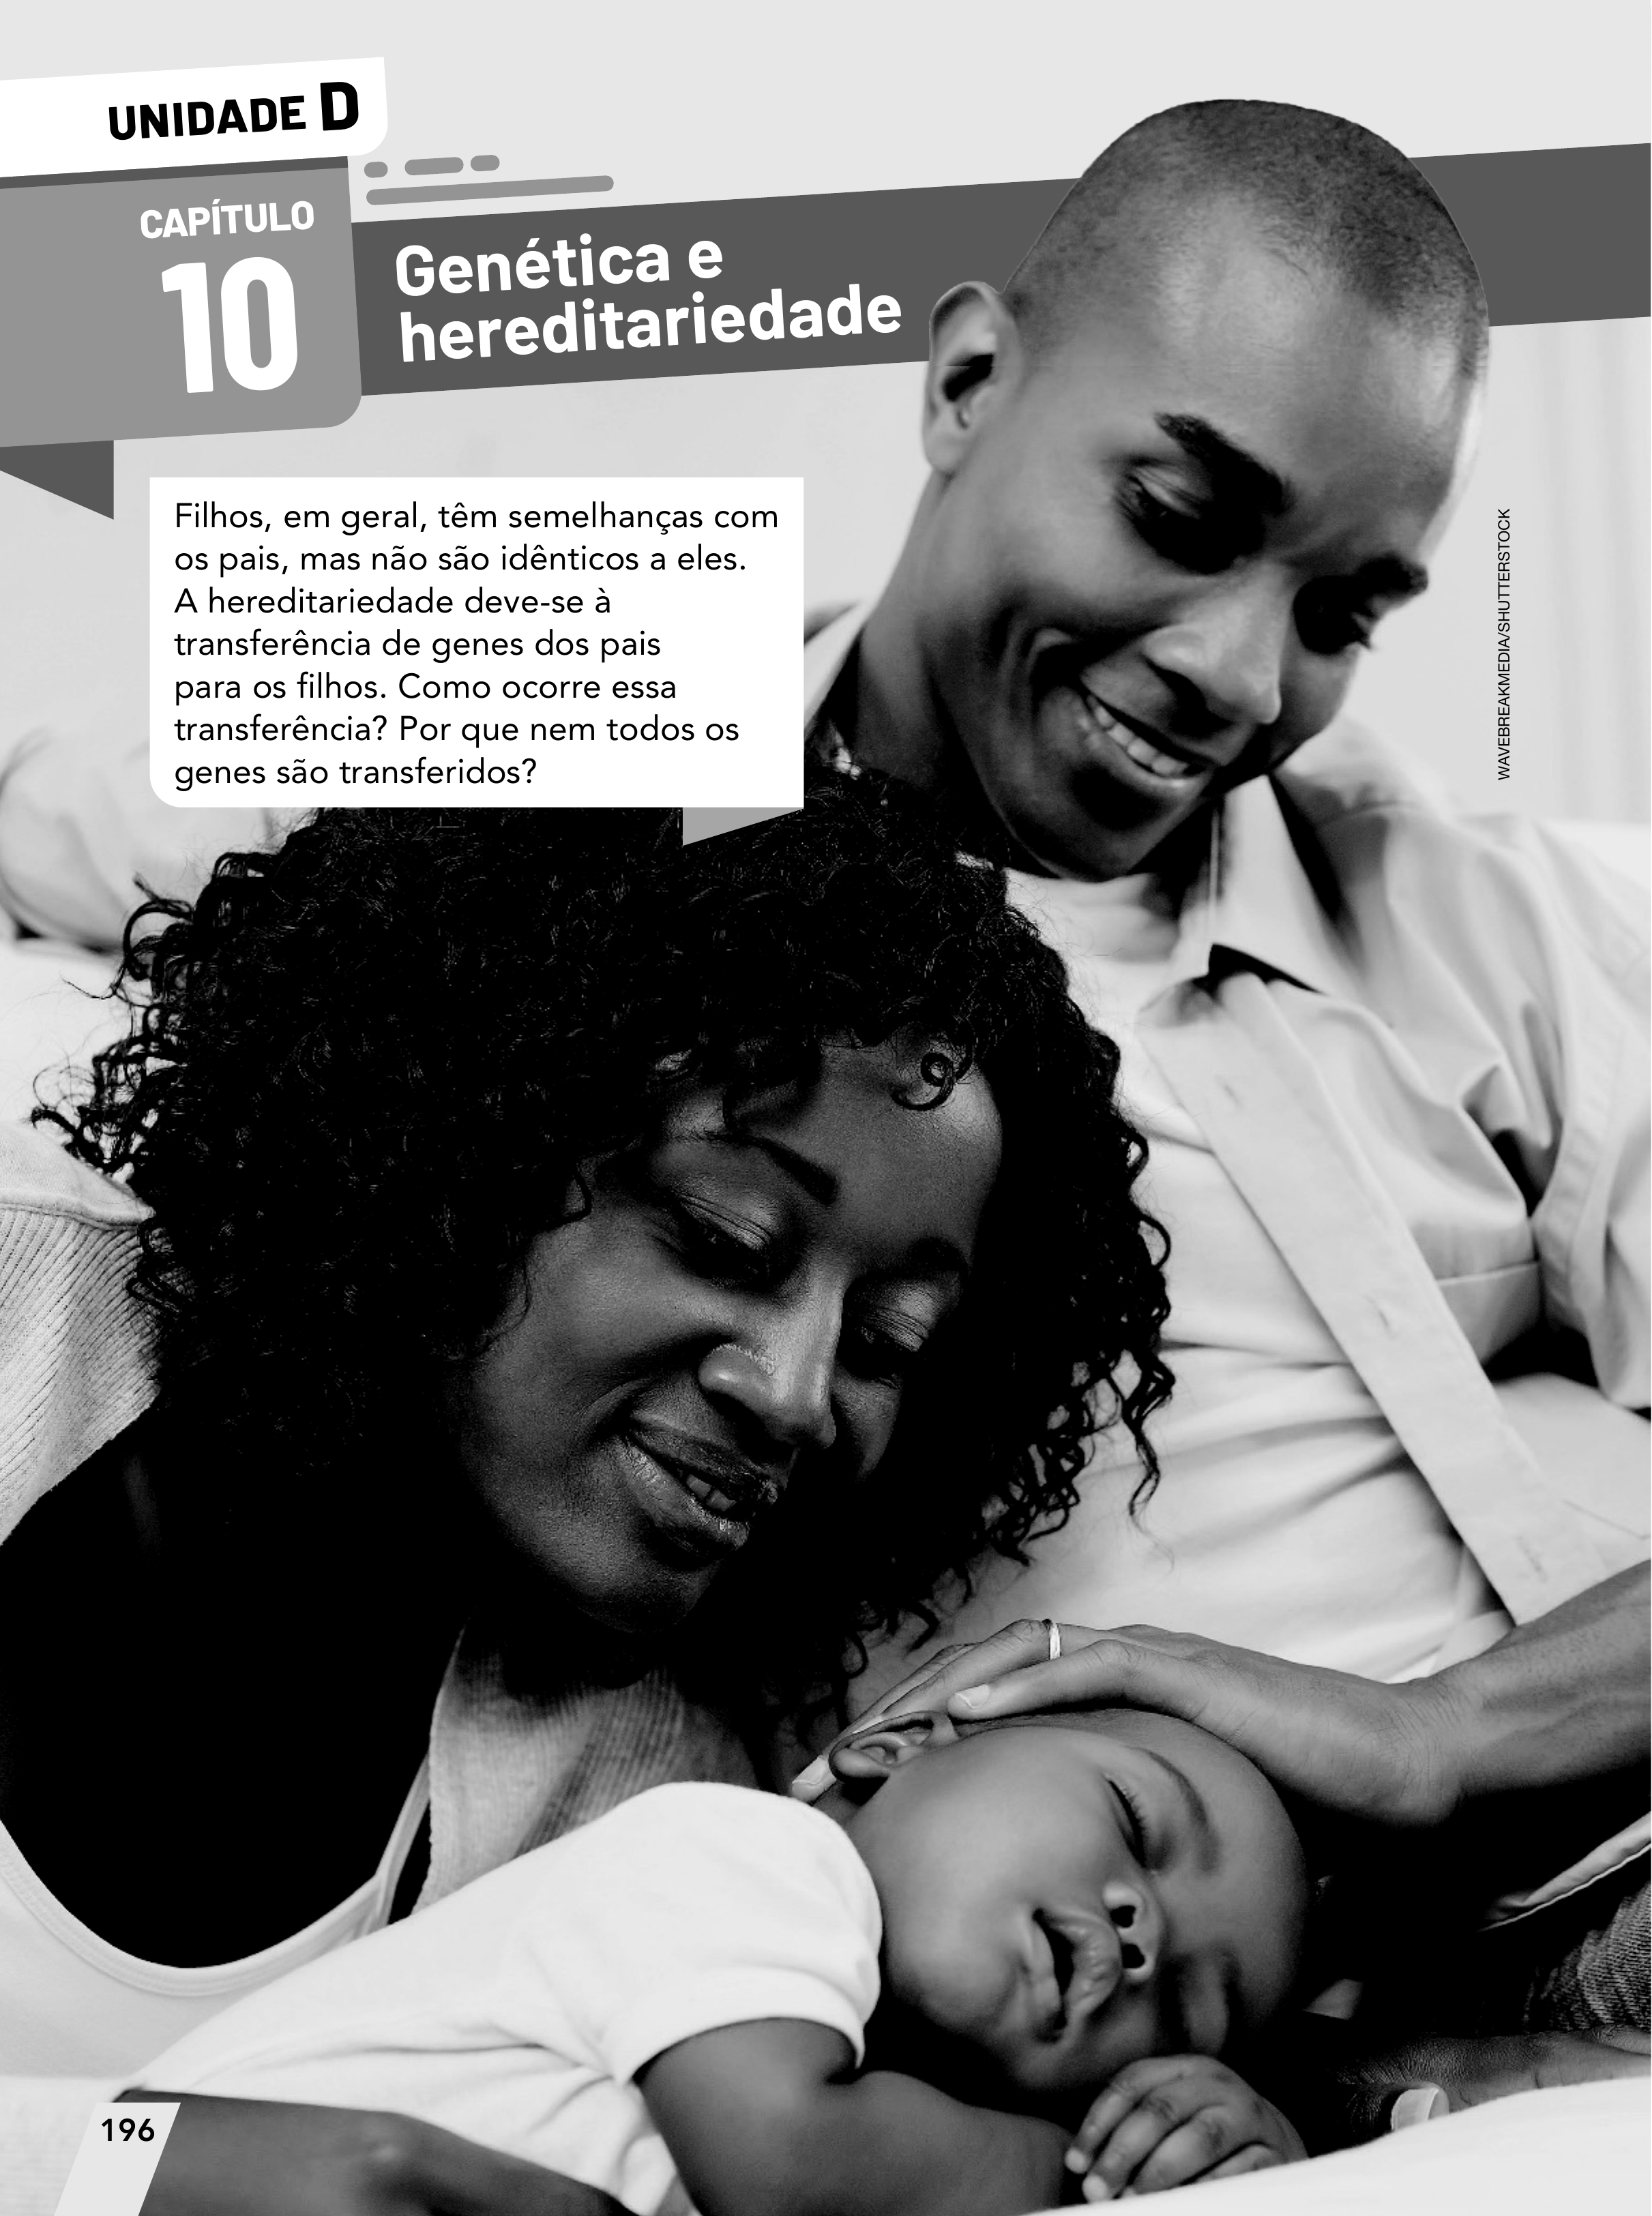 UNIDADE D
CAPÍTULO
10
Genética e
hereditariedade
Filhos, em geral, têm semelhanças com
os pais, mas não são idênticos a eles.
A hereditariedade deve-se à
transferência de genes dos pais
para os filhos. Como ocorre essa
transferência? Por que nem todos os
genes são transferidos?
WAVEBREAKMEDIA/SHUTTERSTOCK
196